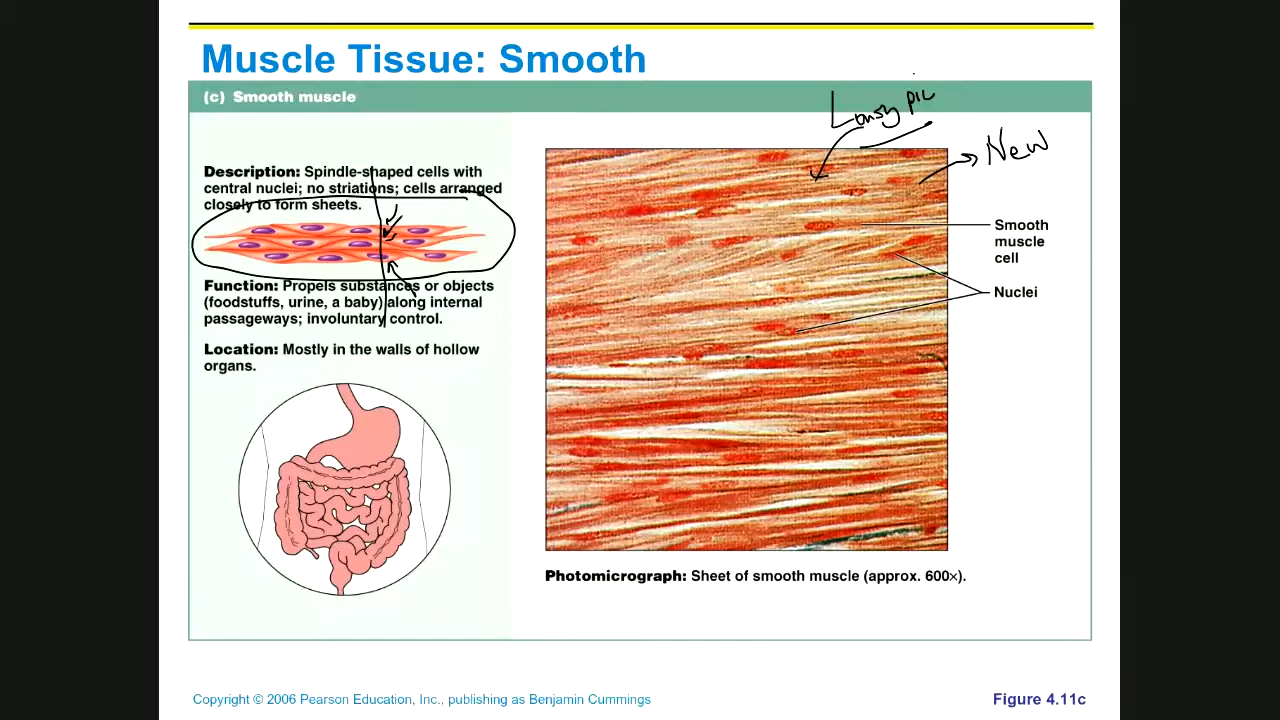 Muscle Tissue: Smooth
(c) Smooth muscle
Lousy pic
New
Description: Spindle-shaped cells with
central nuclei; no striations; cells arranged
closely to form sheets.
Function: Propels substances or objects
(foodstuffs, urine, a baby) along internal
passageways; involuntary control.
Location: Mostly in the walls of hollow
organs.
Smooth
muscle
cell
Nuclei
Photomicrograph: Sheet of smooth muscle (approx. 600×).
Copyright © 2006 Pearson Education, Inc., publishing as Benjamin Cummings
Figure 4.11c